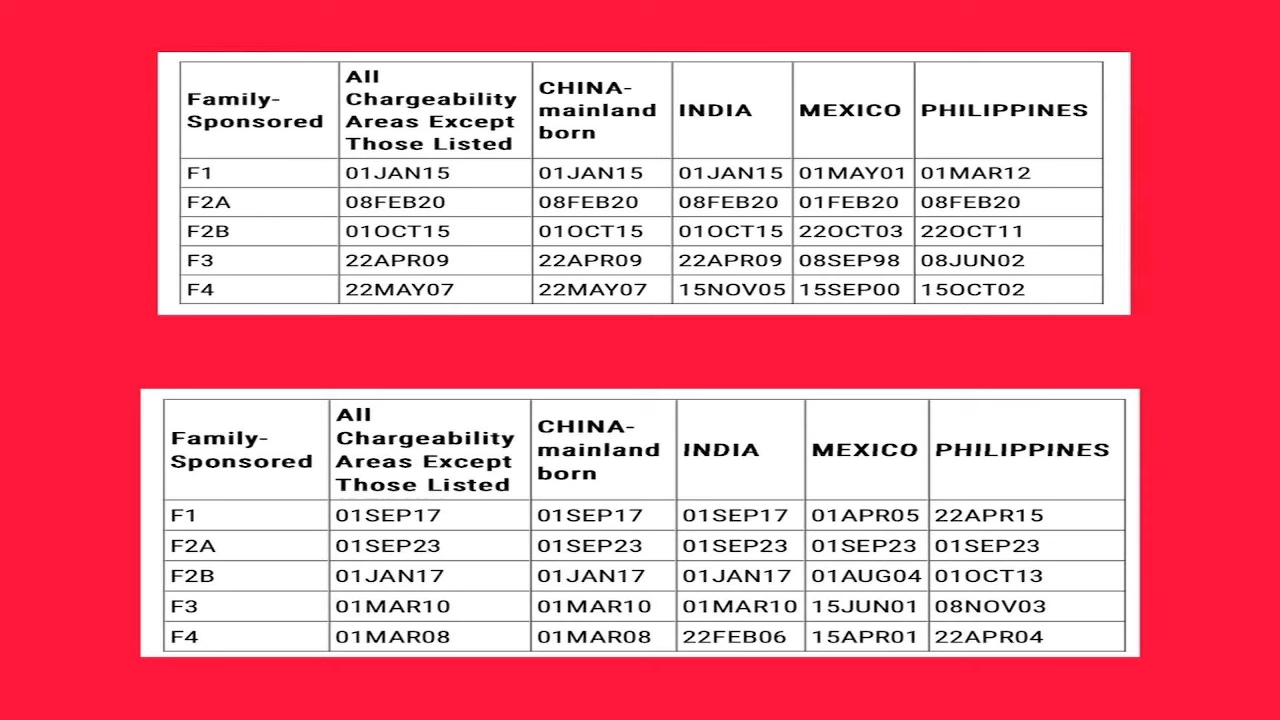 Family-Sponsored | All Chargeability Areas Except Those Listed | CHINA-mainland born | INDIA | MEXICO | PHILIPPINES
F1 | 01JAN15 | 01JAN15 | 01JAN15 | 01MAY01 | 01MAR12
F2A | 08FEB20 | 08FEB20 | 08FEB20 | 01FEB20 | 08FEB20
F2B | 01OCT15 | 01OCT15 | 01OCT15 | 22OCT03 | 22OCT11
F3 | 22APR09 | 22APR09 | 22APR09 | 08SEP98 | 08JUN02
F4 | 22MAY07 | 22MAY07 | 15NOV05 | 15SEP00 | 15OCT02
Family-Sponsored | All Chargeability Areas Except Those Listed | CHINA-mainland born | INDIA | MEXICO | PHILIPPINES
F1 | 01SEP17 | 01SEP17 | 01SEP17 | 01APR05 | 22APR15
F2A | 01SEP23 | 01SEP23 | 01SEP23 | 01SEP23 | 01SEP23
F2B | 01JAN17 | 01JAN17 | 01JAN17 | 01AUG04 | 01OCT13
F3 | 01MAR10 | 01MAR10 | 01MAR10 | 15JUN01 | 08NOV03
F4 | 01MAR08 | 01MAR08 | 22FEB06 | 15APR01 | 22APR04